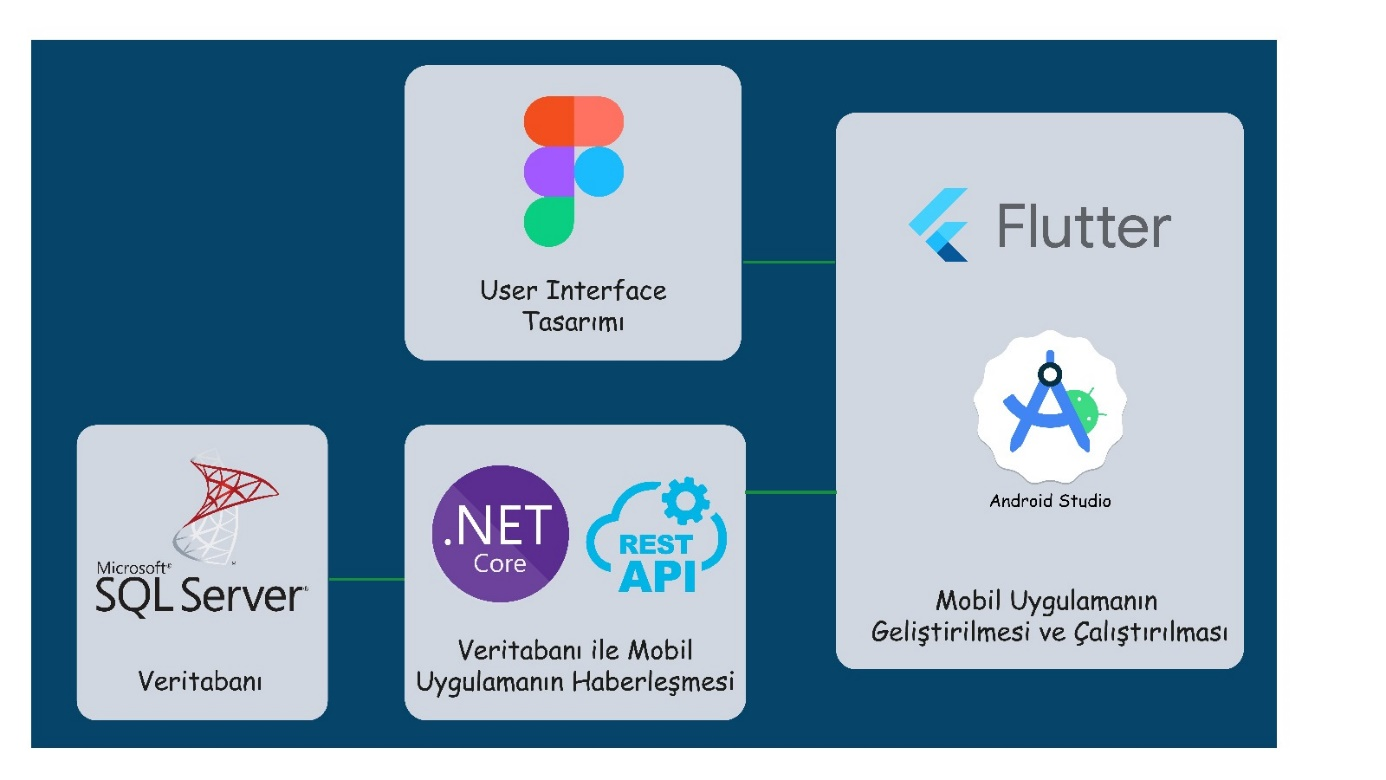 User Interface
Tasarımı
Flutter
Android Studio
Mobil Uygulamanın
Geliştirilmesi ve Çalıştırılması
Microsoft®
SQL Server®
Veritabanı
.NET
Core
REST
API
Veritabanı ile Mobil
Uygulamanın Haberleşmesi